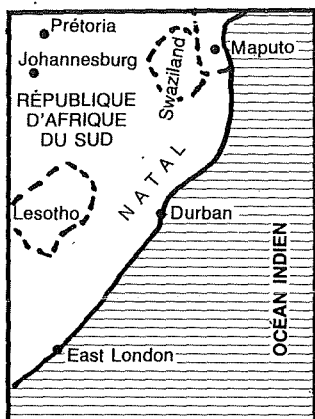 Prétoria
Maputo
Johannesburg
Swaziland
RÉPUBLIQUE
D'AFRIQUE
DU SUD
NATAL
Lesotho
Durban
OCÉAN INDIEN
East London